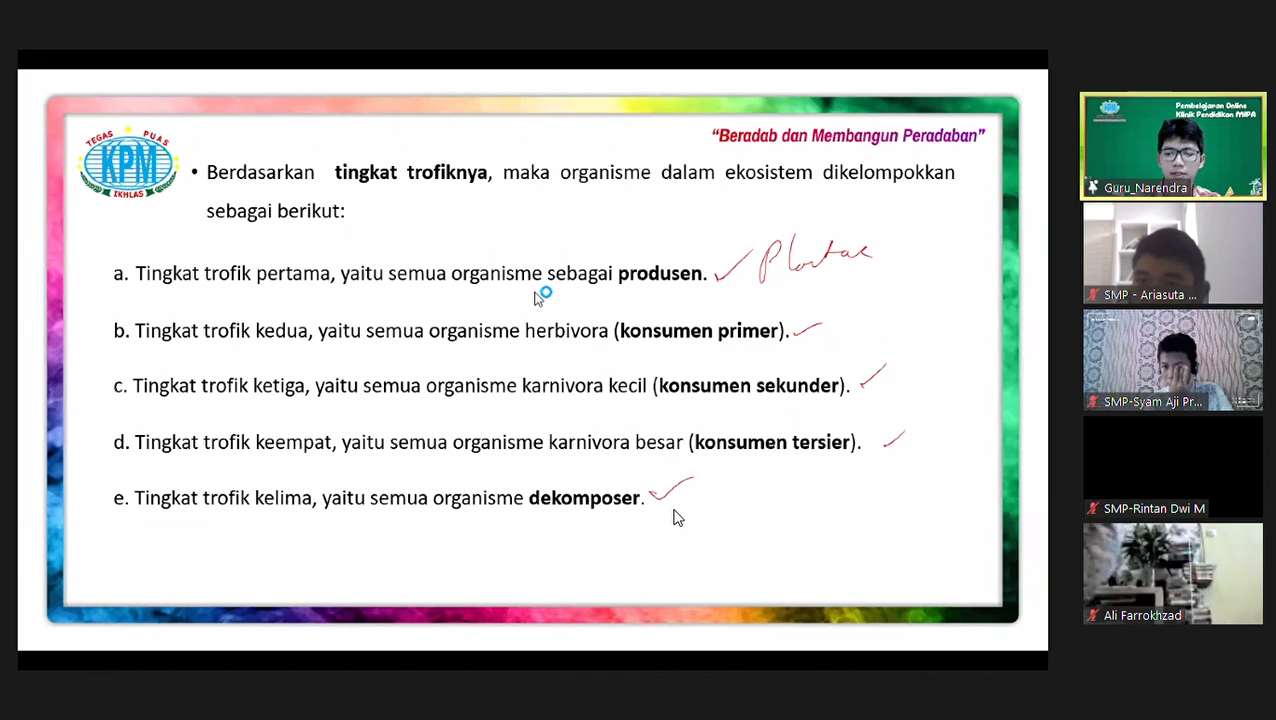 TEGAS PUAS
KPM
IKHLAS
“Beradab dan Membangun Peradaban”
• Berdasarkan tingkat trofiknya, maka organisme dalam ekosistem dikelompokkan
sebagai berikut:
a. Tingkat trofik pertama, yaitu semua organisme sebagai produsen.
b. Tingkat trofik kedua, yaitu semua organisme herbivora (konsumen primer).
c. Tingkat trofik ketiga, yaitu semua organisme karnivora kecil (konsumen sekunder).
d. Tingkat trofik keempat, yaitu semua organisme karnivora besar (konsumen tersier).
e. Tingkat trofik kelima, yaitu semua organisme dekomposer.
Pembelajaran Online
Klinik Pendidikan MIPA
Guru_Narendra
SMP - Ariasuta ...
SMP-Syam Aji Pr...
SMP-Rintan Dwi M
Ali Farrokhzad